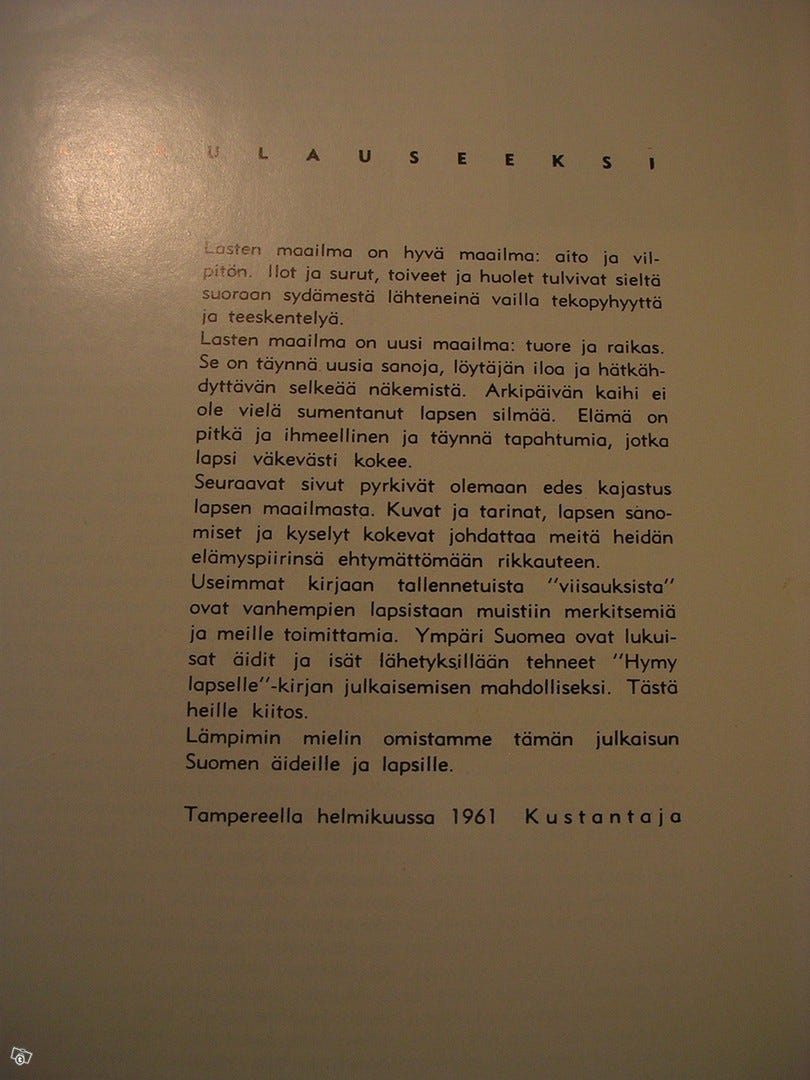 U L A U S E E K S I
Lasten maailma on hyvä maailma: aito ja vil-
pitön. Ilot ja surut, toiveet ja huolet tulvivat sieltä
suoraan sydämestä lähteneinä vailla tekopyhyyttä
ja teeskentelyä.
Lasten maailma on uusi maailma: tuore ja raikas.
Se on täynnä uusia sanoja, löytäjän iloa ja hätkäh-
dyttävän selkeää näkemistä. Arkipäivän kaihi ei
ole vielä sumentanut lapsen silmää. Elämä on
pitkä ja ihmeellinen ja täynnä tapahtumia, jotka
lapsi väkevästi kokee.
Seuraavat sivut pyrkivät olemaan edes kajastus
lapsen maailmasta. Kuvat ja tarinat, lapsen sano-
miset ja kyselyt kokevat johdattaa meitä heidän
elämyspiirinsä ehtymättömään rikkauteen.
Useimmat kirjaan tallennetuista "viisauksista"
ovat vanhempien lapsistaan muistiin merkitsemiä
ja meille toimittamia. Ympäri Suomea ovat lukui-
sat äidit ja isät lähetyksillään tehneet "Hymy
lapselle"-kirjan julkaisemisen mahdolliseksi. Tästä
heille kiitos.
Lämpimin mielin omistamme tämän julkaisun
Suomen äideille ja lapsille.
Tampereella helmikuussa 1961 Kustantaja